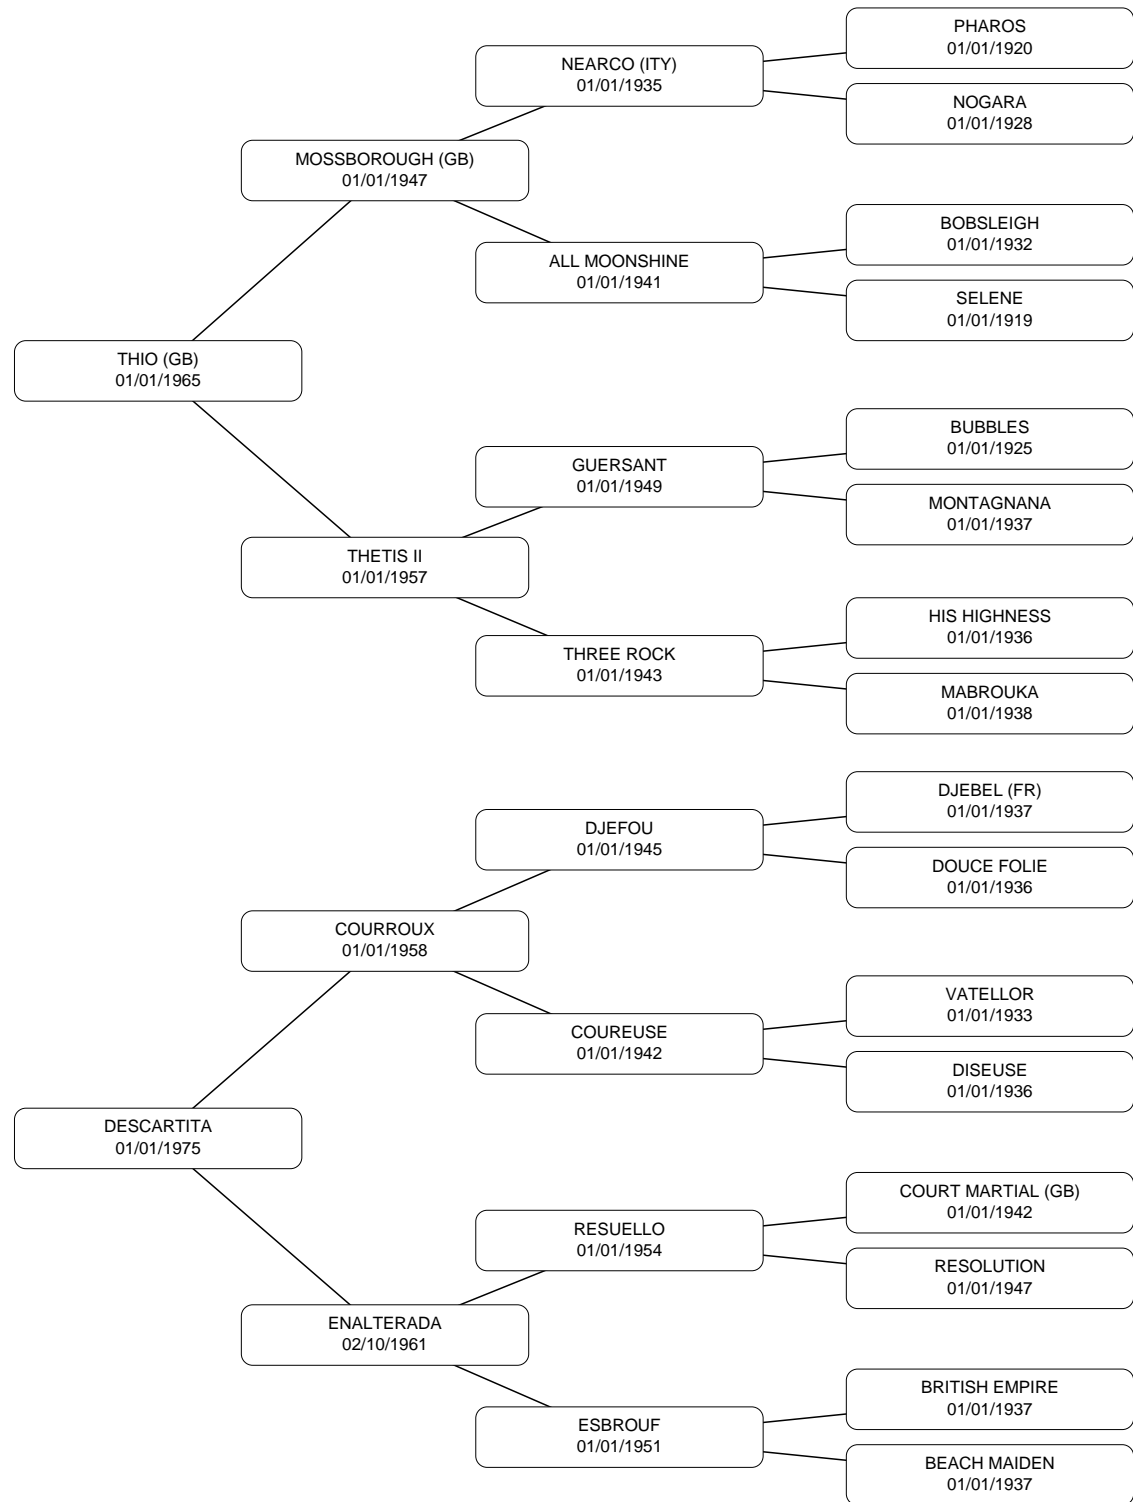 PHAROS
01/01/1920
NEARCO (ITY)
01/01/1935
NOGARA
01/01/1928
MOSSBOROUGH (GB)
01/01/1947
BOBSLEIGH
01/01/1932
ALL MOONSHINE
01/01/1941
SELENE
01/01/1919
THIO (GB)
01/01/1965
BUBBLES
01/01/1925
GUERSANT
01/01/1949
MONTAGNANA
01/01/1937
THETIS II
01/01/1957
HIS HIGHNESS
01/01/1936
THREE ROCK
01/01/1943
MABROUKA
01/01/1938
DJEBEL (FR)
01/01/1937
DJEFOU
01/01/1945
DOUCE FOLIE
01/01/1936
COURROUX
01/01/1958
VATELLOR
01/01/1933
COUREUSE
01/01/1942
DISEUSE
01/01/1936
DESCARTITA
01/01/1975
COURT MARTIAL (GB)
01/01/1942
RESUELLO
01/01/1954
RESOLUTION
01/01/1947
ENALTERADA
02/10/1961
BRITISH EMPIRE
01/01/1937
ESBROUF
01/01/1951
BEACH MAIDEN
01/01/1937